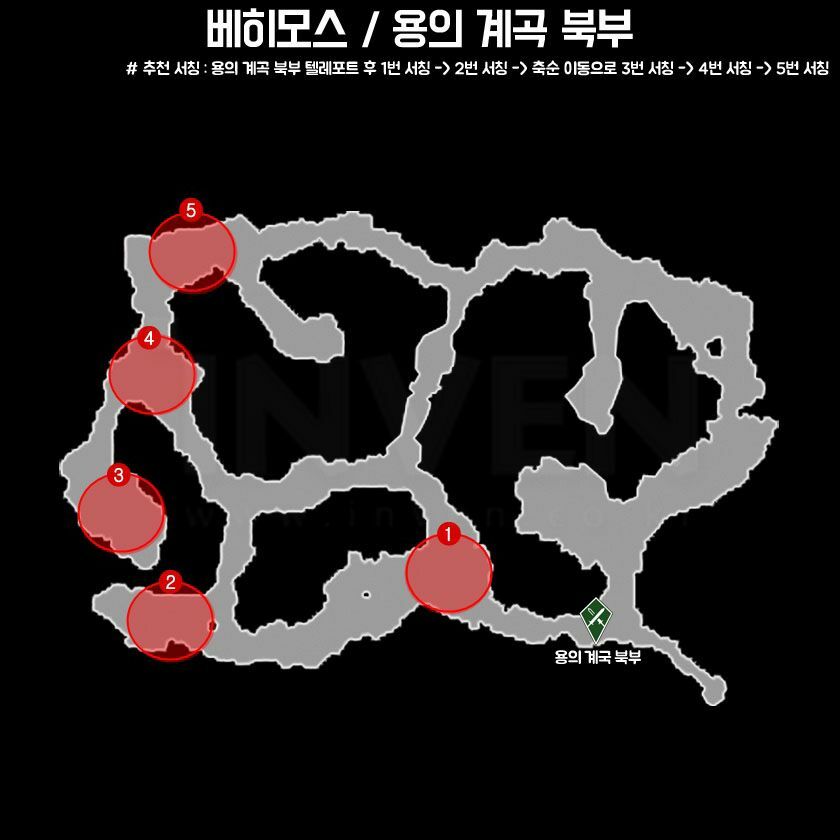 베히모스 / 용의 계곡 북부
# 추천 서칭 : 용의 계곡 북부 텔레포트 후 1번 서칭 -> 2번 서칭 -> 축순 이동으로 3번 서칭 -> 4번 서칭 -> 5번 서칭
5
4
INVEN
3
www.inven.co.kr
1
2
용의 계국 북부